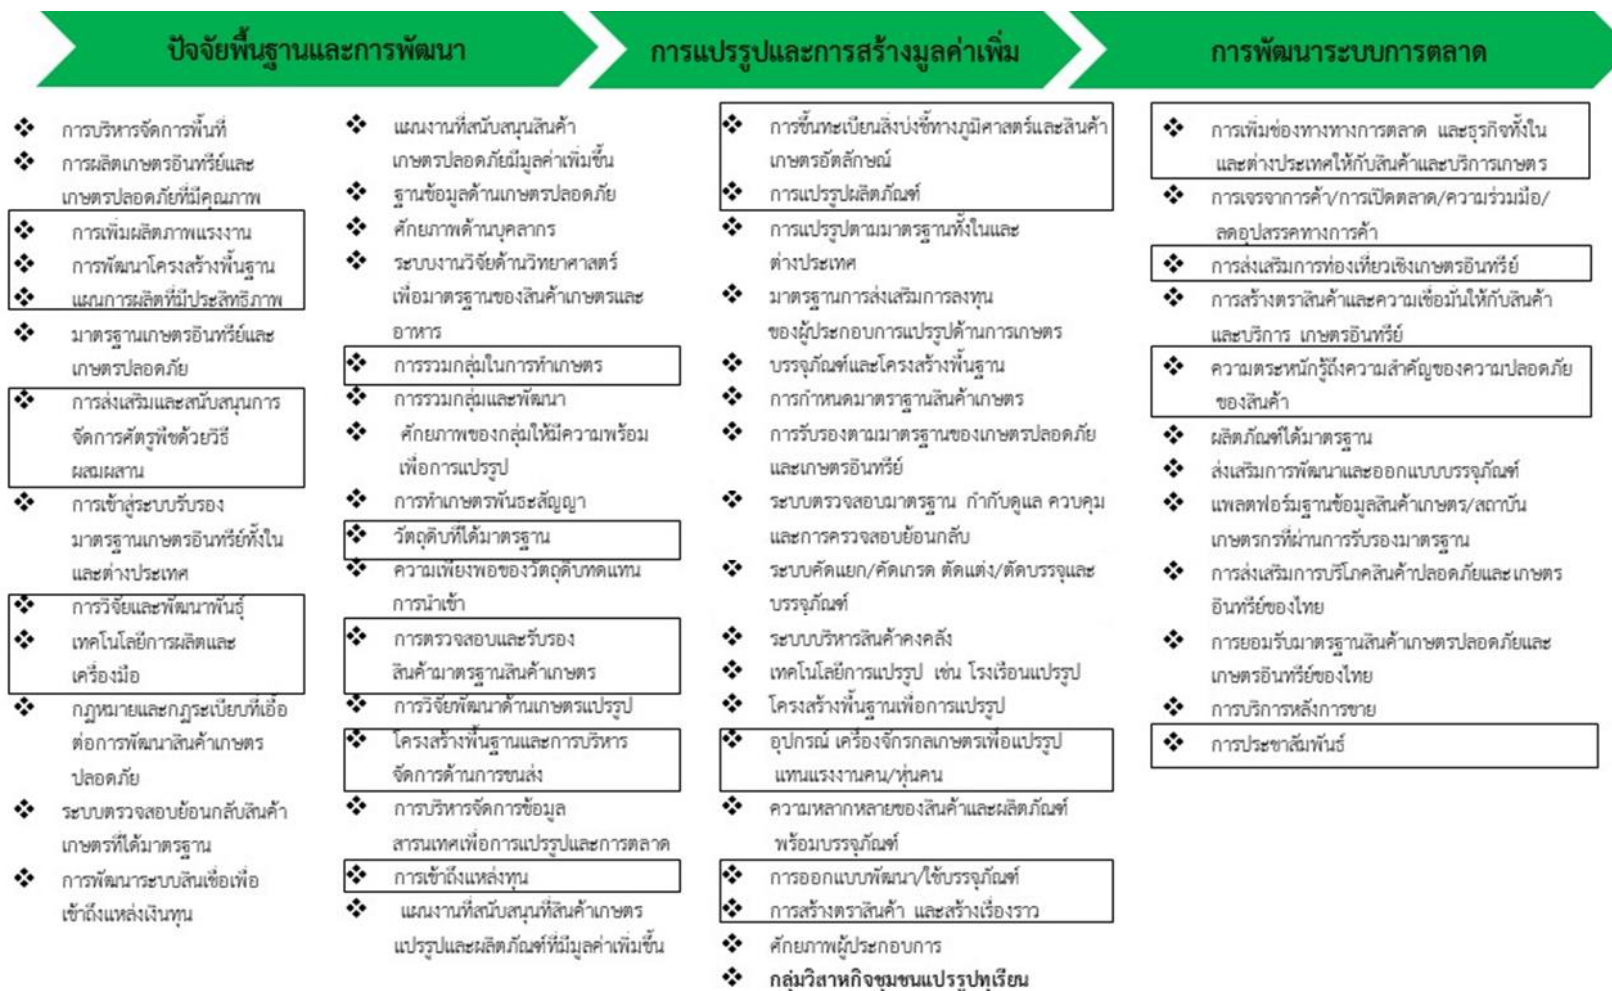 ปัจจัยพื้นฐานและการพัฒนา
การแปรรูปและการสร้างมูลค่าเพิ่ม
การพัฒนาระบบการตลาด
การบริหารจัดการพื้นที่
การผลิตเกษตรอินทรีย์และ
เกษตรปลอดภัยที่มีคุณภาพ
การเพิ่มผลิตภาพแรงงาน
การพัฒนาโครงสร้างพื้นฐาน
แผนการผลิตที่มีประสิทธิภาพ
มาตรฐานเกษตรอินทรีย์และ
เกษตรปลอดภัย
การส่งเสริมและสนับสนุนการ
จัดการศัตรูพืชด้วยวิธี
ผสมผสาน
การเข้าสู่ระบบรับรอง
มาตรฐานเกษตรอินทรีย์ทั้งใน
และต่างประเทศ
การวิจัยและพัฒนาพันธุ์
เทคโนโลยีการผลิตและ
เครื่องมือ
กฎหมายและกฎระเบียบที่เอื้อ
ต่อการพัฒนาสินค้าเกษตร
ปลอดภัย
ระบบตรวจสอบย้อนกลับสินค้า
เกษตรที่ได้มาตรฐาน
การพัฒนาระบบสินเชื่อเพื่อ
เข้าถึงแหล่งเงินทุน
แผนงานที่สนับสนุนสินค้า
เกษตรปลอดภัยมีมูลค่าเพิ่มขึ้น
ฐานข้อมูลด้านเกษตรปลอดภัย
ศักยภาพด้านบุคลากร
ระบบงานวิจัยด้านวิทยาศาสตร์
เพื่อมาตรฐานของสินค้าเกษตรและ
อาหาร
การรวมกลุ่มในการทำเกษตร
การรวมกลุ่มและพัฒนา
ศักยภาพของกลุ่มให้มีความพร้อม
เพื่อการแปรรูป
การทำเกษตรพันธะสัญญา
วัตถุดิบที่ได้มาตรฐาน
ความเพียงพอของวัตถุดิบทดแทน
การนำเข้า
การตรวจสอบและรับรอง
สินค้ามาตรฐานสินค้าเกษตร
การวิจัยพัฒนาด้านเกษตรแปรรูป
โครงสร้างพื้นฐานและการบริหาร
จัดการด้านการขนส่ง
การบริหารจัดการข้อมูล
สารนเทศเพื่อการแปรรูปและการตลาด
การเข้าถึงแหล่งทุน
แผนงานที่สนับสนุนที่สินค้าเกษตร
แปรรูปและผลิตภัณฑ์ที่มีมูลค่าเพิ่มขึ้น
การขึ้นทะเบียนสิ่งบ่งชี้ทางภูมิศาสตร์และสินค้า
เกษตรอัตลักษณ์
การแปรรูปผลิตภัณฑ์
การแปรรูปตามมาตรฐานทั้งในและ
ต่างประเทศ
มาตรฐานการส่งเสริมการลงทุน
ของผู้ประกอบการแปรรูปด้านการเกษตร
บรรจุภัณฑ์และโครงสร้างพื้นฐาน
การกำหนดมาตราฐานสินค้าเกษตร
การรับรองตามมาตรฐานของเกษตรปลอดภัย
และเกษตรอินทรีย์
ระบบตรวจสอบมาตรฐาน กำกับดูแล ควบคุม
และการครวจสอบย้อนกลับ
ระบบคัดแยก/คัดเกรด ตัดแต่ง/ตัดบรรจุและ
บรรจุภัณฑ์
ระบบบริหารสินค้าคงคลัง
เทคโนโลยีการแปรรูป เช่น โรงเรือนแปรรูป
โครงสร้างพื้นฐานเพื่อการแปรรูป
อุปกรณ์ เครื่องจักรกลเกษตรเพื่อแปรรูป
แทนแรงงานคน/หุ่นคน
ความหลากหลายของสินค้าและผลิตภัณฑ์
พร้อมบรรจุภัณฑ์
การออกแบบพัฒนา/ใช้บรรจุภัณฑ์
การสร้างตราสินค้า และสร้างเรื่องราว
ศักยภาพผู้ประกอบการ
กลุ่มวิสาหกิจชุมชนแปรรูปทุเรียน
การเพิ่มช่องทางทางการตลาด และธุรกิจทั้งใน
และต่างประเทศให้กับสินค้าและบริการเกษตร
การเจรจาการค้า/การเปิดตลาด/ความร่วมมือ/
ลดอุปสรรคทางการค้า
การส่งเสริมการท่องเที่ยวเชิงเกษตรอินทรีย์
การสร้างตราสินค้าและความเชื่อมั่นให้กับสินค้า
และบริการ เกษตรอินทรีย์
ความตระหนักรู้ถึงความสำคัญของความปลอดภัย
ของสินค้า
ผลิตภัณฑ์ได้มาตรฐาน
ส่งเสริมการพัฒนาและออกแบบบรรจุภัณฑ์
แพลตฟอร์มฐานข้อมูลสินค้าเกษตร/สถาบัน
เกษตรกรที่ผ่านการรับรองมาตรฐาน
การส่งเสริมการบริโภคสินค้าปลอดภัยและเกษตร
อินทรีย์ของไทย
การยอมรับมาตรฐานสินค้าเกษตรปลอดภัยและ
เกษตรอินทรีย์ของไทย
การบริการหลังการขาย
การประชาสัมพันธ์